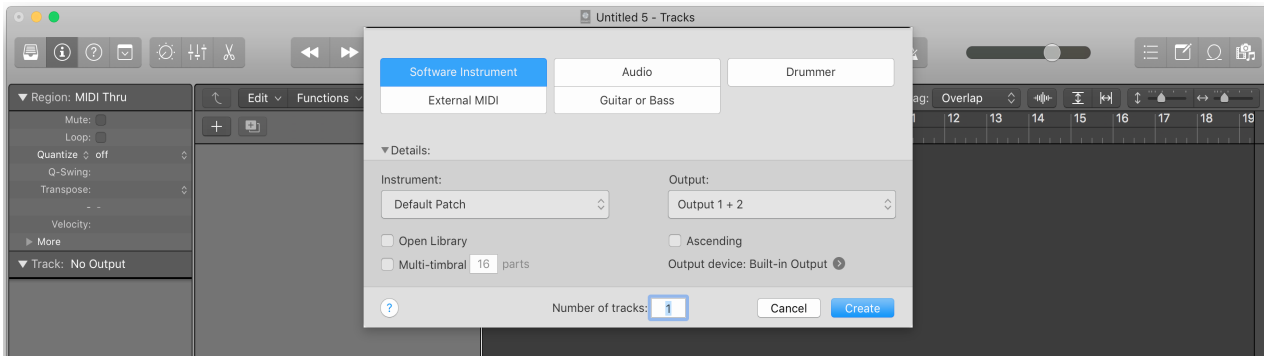 Untitled 5 - Tracks
Software Instrument Audio Drummer
External MIDI Guitar or Bass
Region: MIDI Thru
Edit Functions
Overlap
12 13 14 15 16 17 18 19
Mute:
Loop:
Quantize off
Q-Swing:
Transpose:
- -
Velocity:
More
Track: No Output
Details:
Instrument: Output:
Default Patch Output 1 + 2
Open Library Ascending
Multi-timbral 16 parts Output device: Built-in Output
? Number of tracks: 1 Cancel Create